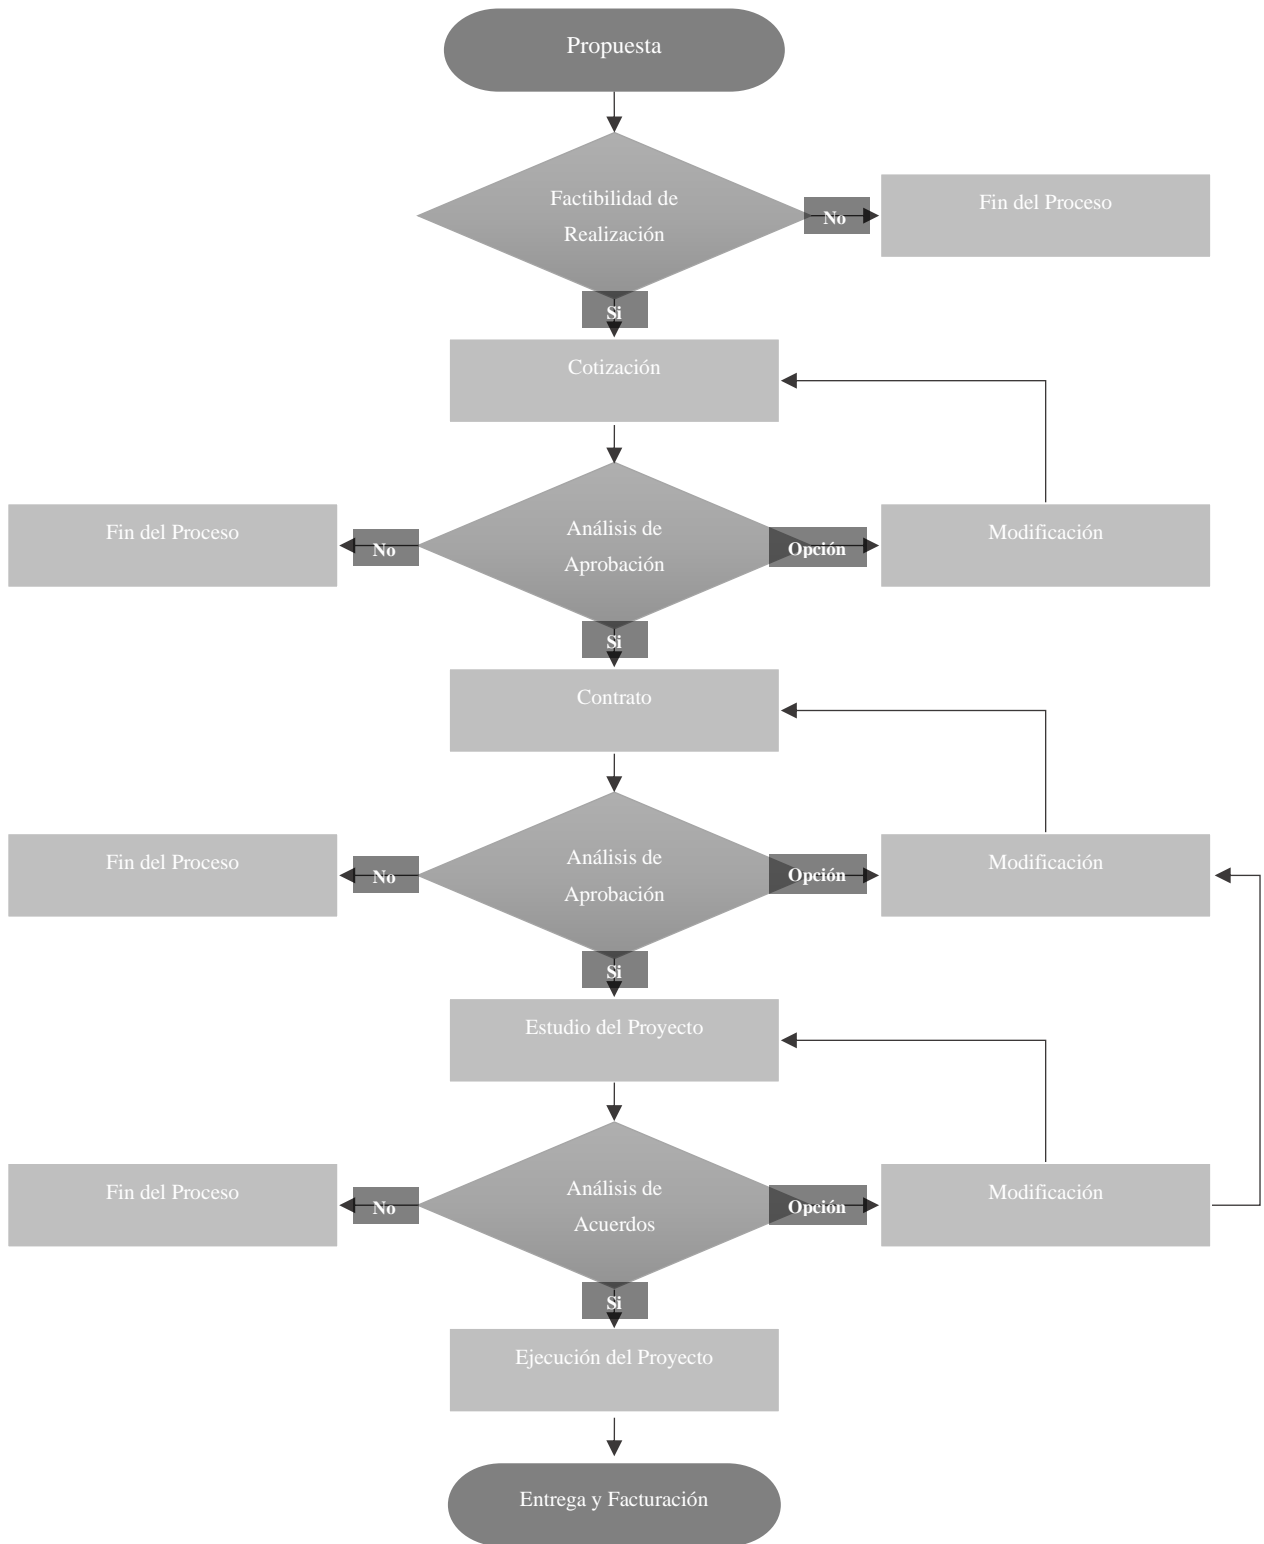 Propuesta
Factibilidad de
Realización
No
Fin del Proceso
Si
Cotización
Fin del Proceso
No
Análisis de
Aprobación
Opción
Modificación
Si
Contrato
Fin del Proceso
No
Análisis de
Aprobación
Opción
Modificación
Si
Estudio del Proyecto
Fin del Proceso
No
Análisis de
Acuerdos
Opción
Modificación
Si
Ejecución del Proyecto
Entrega y Facturación